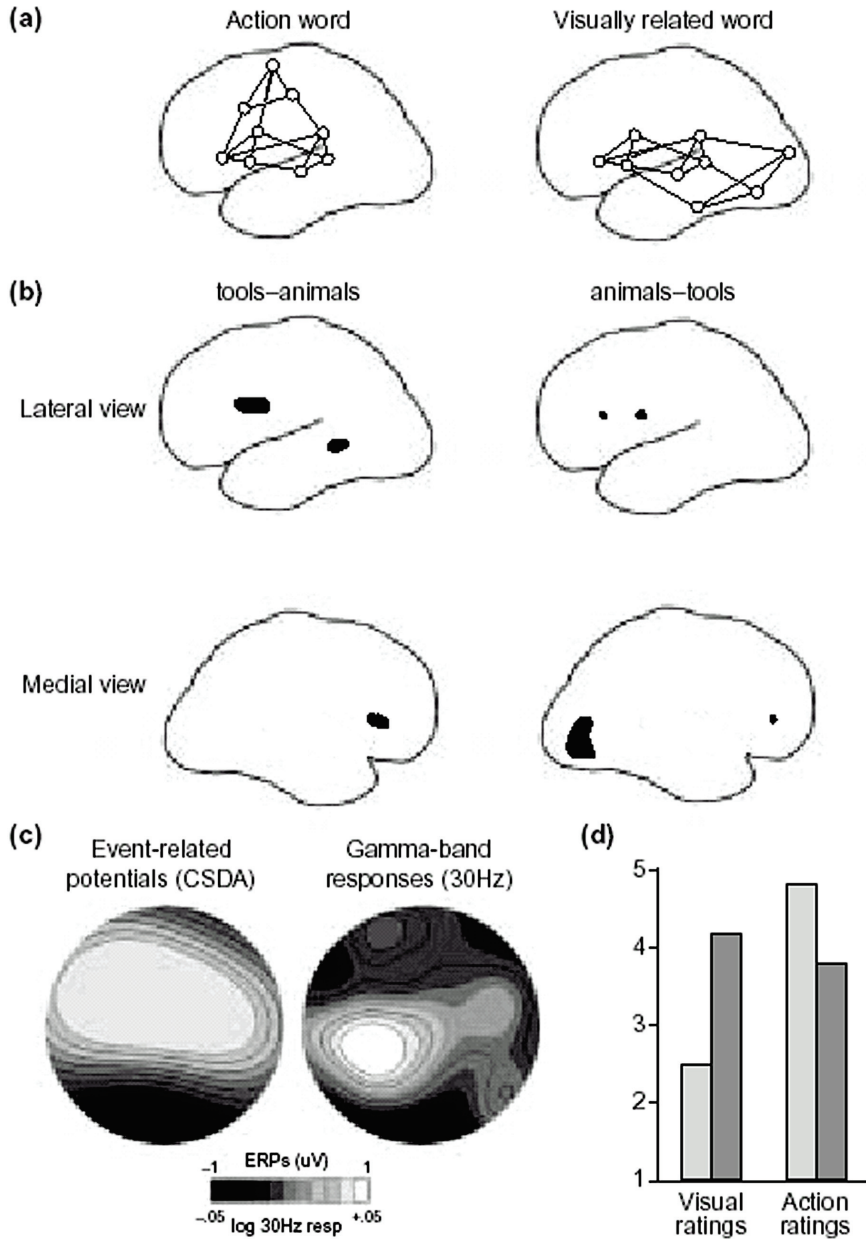 (a)
Action word
Visually related word
(b)
tools–animals
animals–tools
Lateral view
Medial view
(c)
Event-related
potentials (CSDA)
Gamma-band
responses (30Hz)
–1 ERPs (uV) 1
–.05 log 30Hz resp +.05
(d)
5
4
3
2
1
Visual
ratings
Action
ratings